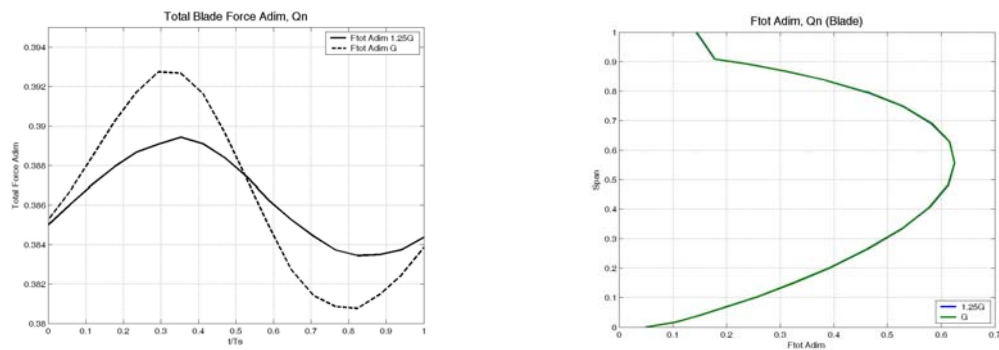 Total Blade Force Adim, Qn
Total Force Adim
0.394
0.392
0.39
0.388
0.386
0.384
0.382
0.38
0 0.1 0.2 0.3 0.4 0.5 0.6 0.7 0.8 0.9 1
t/Ts
Ftot Adim 1.25G
Ftot Adim G
Ftot Adim, Qn (Blade)
Span
1
0.9
0.8
0.7
0.6
0.5
0.4
0.3
0.2
0.1
0
0 0.1 0.2 0.3 0.4 0.5 0.6 0.7
Ftot Adim
1.25G
G